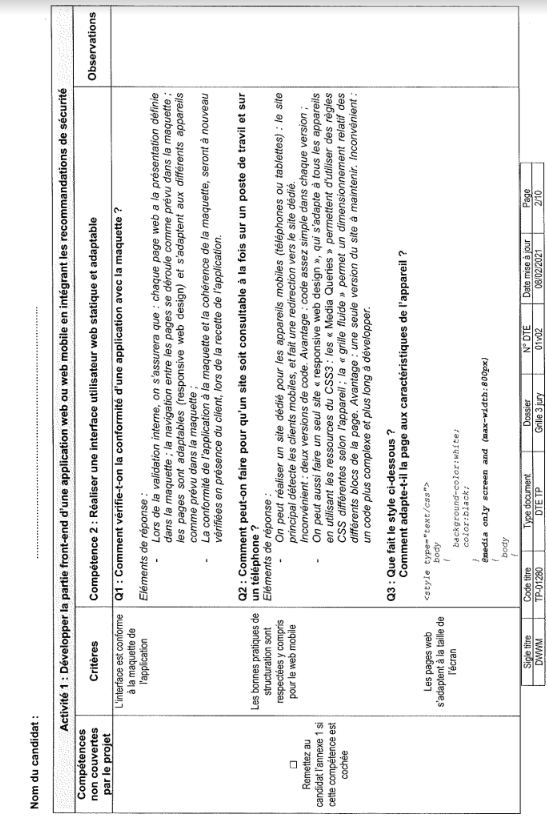 Nom du candidat : ........................................
Activité 1 : Développer la partie front-end d'une application web ou web mobile en intégrant les recommandations de sécurité
Compétences
non couvertes
par le projet
Critères
Compétence 2 : Réaliser une interface utilisateur web statique et adaptable
Observations
L'interface est conforme
à la maquette de
l'application
Q1 : Comment vérifie-t-on la conformité d'une application avec la maquette ?
Eléments de réponse :
- Lors de la validation interne, on s'assurera que : chaque page web a la présentation définie
dans la maquette ; la navigation entre les pages se déroule comme prévu dans la maquette ;
les pages sont adaptables (responsive web design) et s'adaptent aux différents appareils
comme prévu dans la maquette ;
- La conformité de l'application à la maquette et la cohérence de la maquette, seront à nouveau
vérifiées en présence du client, lors de la recette de l'application.
☐
Remettez au
candidat l'annexe 1 si
cette compétence est
cochée
Les bonnes pratiques de
structuration sont
respectées y compris
pour le web mobile
Q2 : Comment peut-on faire pour qu'un site soit consultable à la fois sur un poste de travil et sur
un téléphone ?
Eléments de réponse :
- On peut réaliser un site dédié pour les appareils mobiles (téléphones ou tablettes) : le site
principal détecte les clients mobiles, et fait une redirection vers le site dédié.
Inconvénient : deux versions de code. Avantage : code assez simple dans chaque version ;
- On peut aussi faire un seul site « responsive web design », qui s'adapte à tous les appareils
en utilisant les ressources du CSS3 : les « Media Queries » permettent d'utiliser des règles
CSS différentes selon l'appareil ; la « grille fluide » permet un dimensionnement relatif des
différents blocs de la page. Avantage : une seule version du site à maintenir. Inconvénient :
un code plus complexe et plus long à développer.
Les pages web
s'adaptent à la taille de
l'écran
Q3 : Que fait le style ci-dessous ?
Comment adapte-t-il la page aux caractéristiques de l'appareil ?
<style type="text/css">
body
{
background-color:white;
color:black;
}
@media only screen and (max-width:800px)
{
body
{
Sigle titre
Code titre
Type document
Dossier
N° DTE
Date mise à jour
Page
DWWM
TP-01280
DTE TP
Grille 3 jury
01v02
08/02/2021
2/10